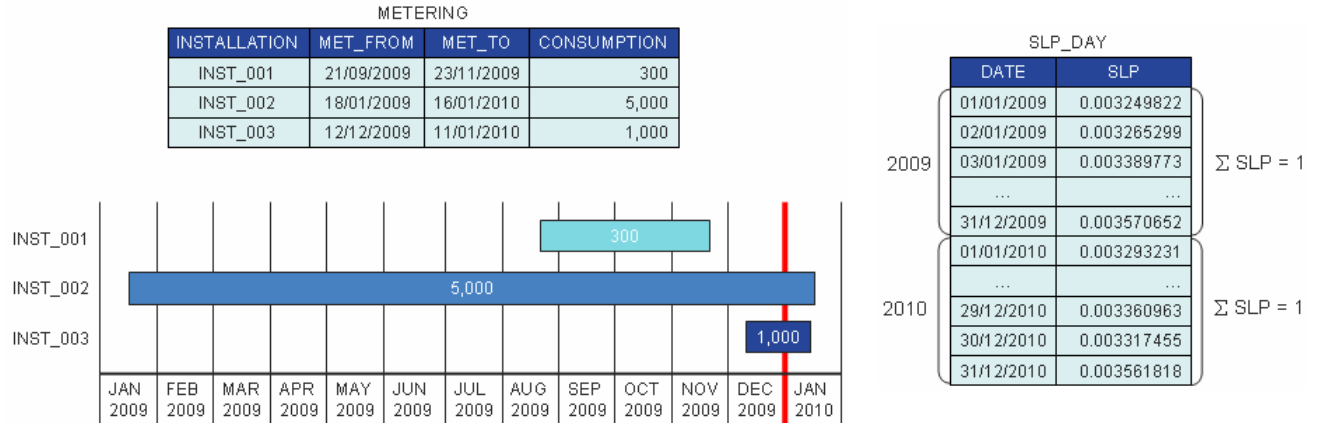 METERING
INSTALLATION MET_FROM MET_TO CONSUMPTION
INST_001 21/09/2009 23/11/2009 300
INST_002 18/01/2009 16/01/2010 5,000
INST_003 12/12/2009 11/01/2010 1,000
INST_001 300
INST_002 5,000
INST_003 1,000
JAN FEB MAR APR MAY JUN JUL AUG SEP OCT NOV DEC JAN
2009 2009 2009 2009 2009 2009 2009 2009 2009 2009 2009 2009 2010
SLP_DAY
DATE SLP
01/01/2009 0.003249822
02/01/2009 0.003265299
2009 03/01/2009 0.003389773 Σ SLP = 1
... ...
31/12/2009 0.003570652
01/01/2010 0.003293231
... ...
2010 29/12/2010 0.003360963 Σ SLP = 1
30/12/2010 0.003317455
31/12/2010 0.003561818